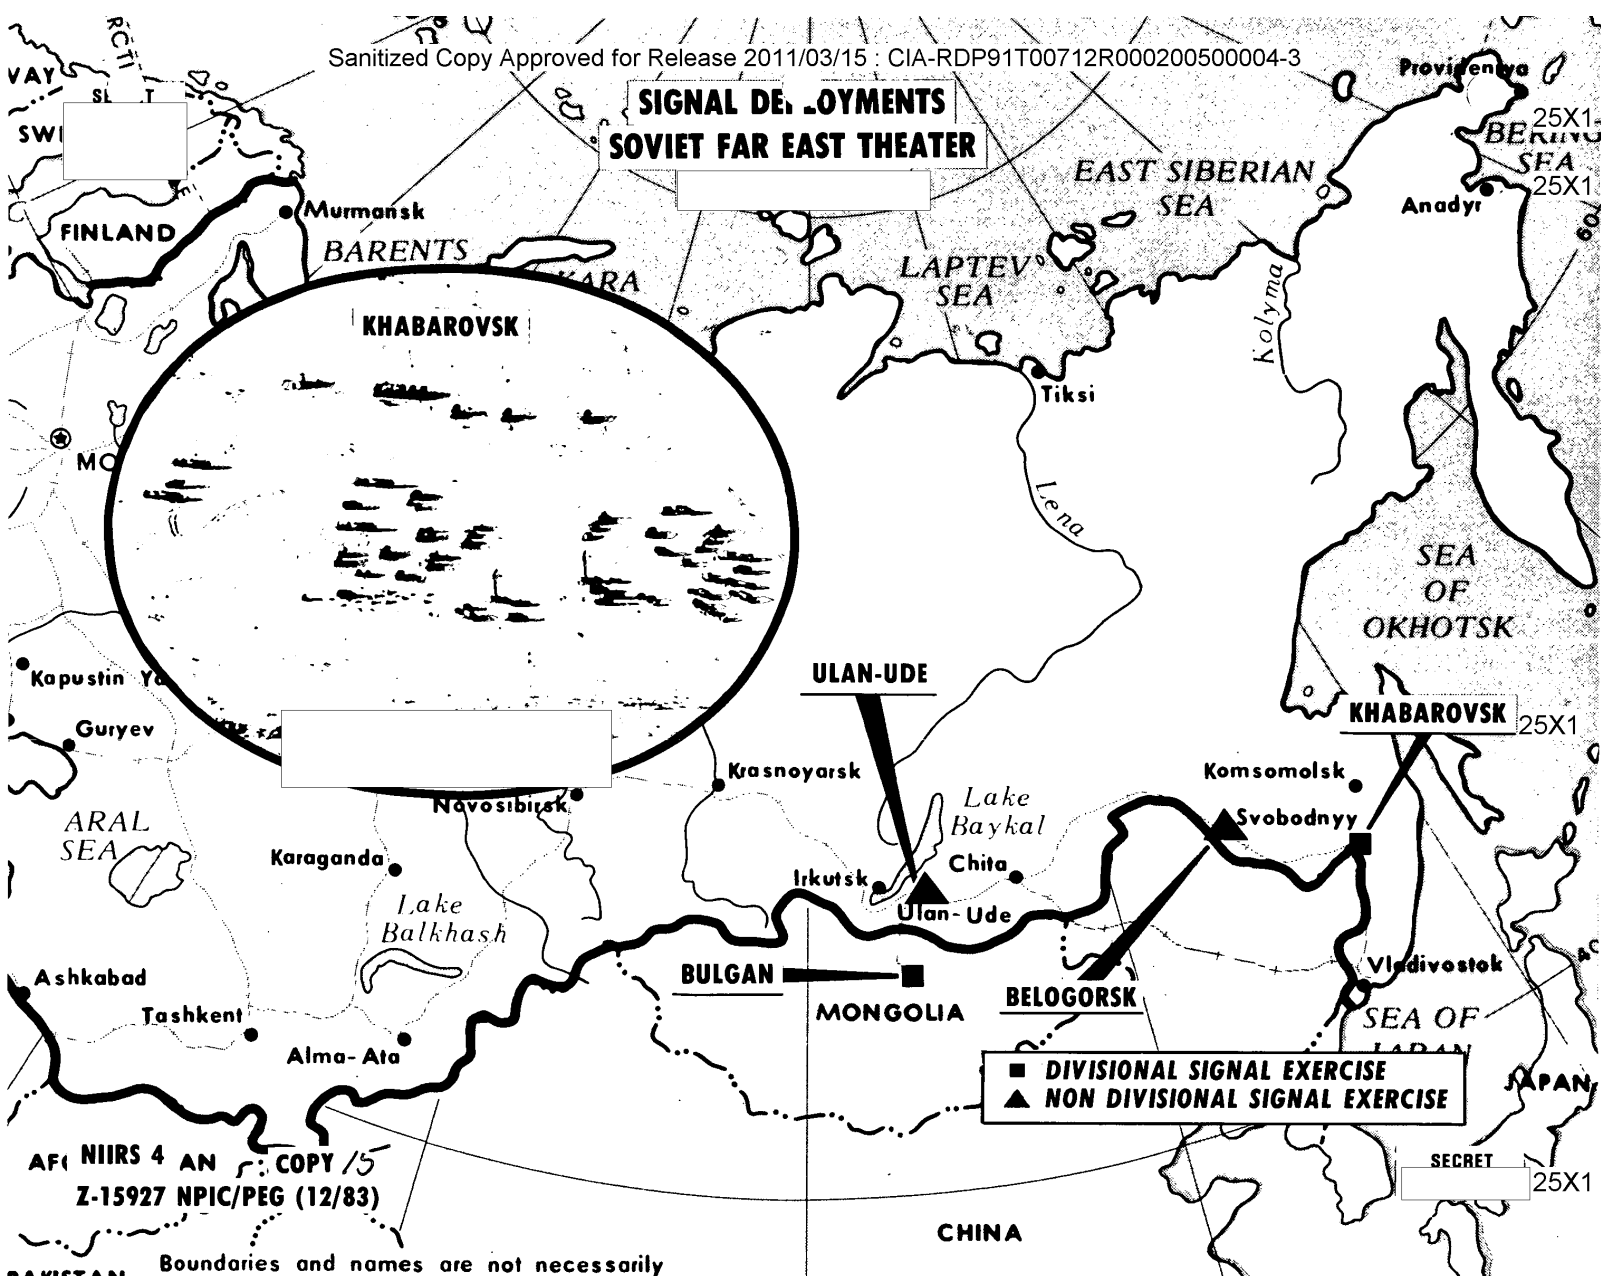 Sanitized Copy Approved for Release 2011/03/15 : CIA-RDP91T00712R000200500004-3
SIGNAL
SOVIET FAR EAST THEATER
Provideniya
25X1
BERING
SEA
25X1
Anadyr
60
EAST SIBERIAN
SEA
FINLAND
Murmansk
BARENTS
KARA
LAPTEV
SEA
Kolyma
KHABAROVSK
Tiksi
Lena
SEA
OF
OKHOTSK
Kapustin
Guryev
ULAN-UDE
KHABAROVSK
25X1
Krasnoyarsk
Komsomolsk
Novosibirsk
Lake
Baykal
Svobodnyy
ARAL
SEA
Karaganda
Irkutsk
Chita
Ulan-Ude
Lake
Balkhash
Ashkabad
BULGAN
MONGOLIA
BELOGORSK
Vladivostok
Tashkent
Alma-Ata
SEA OF
JAPAN
■ DIVISIONAL SIGNAL EXERCISE
▲ NON DIVISIONAL SIGNAL EXERCISE
JAPAN
NIIRS 4
COPY 15
Z-15927 NPIC/PEG (12/83)
SECRET
25X1
CHINA
Boundaries and names are not necessarily
PAKISTAN